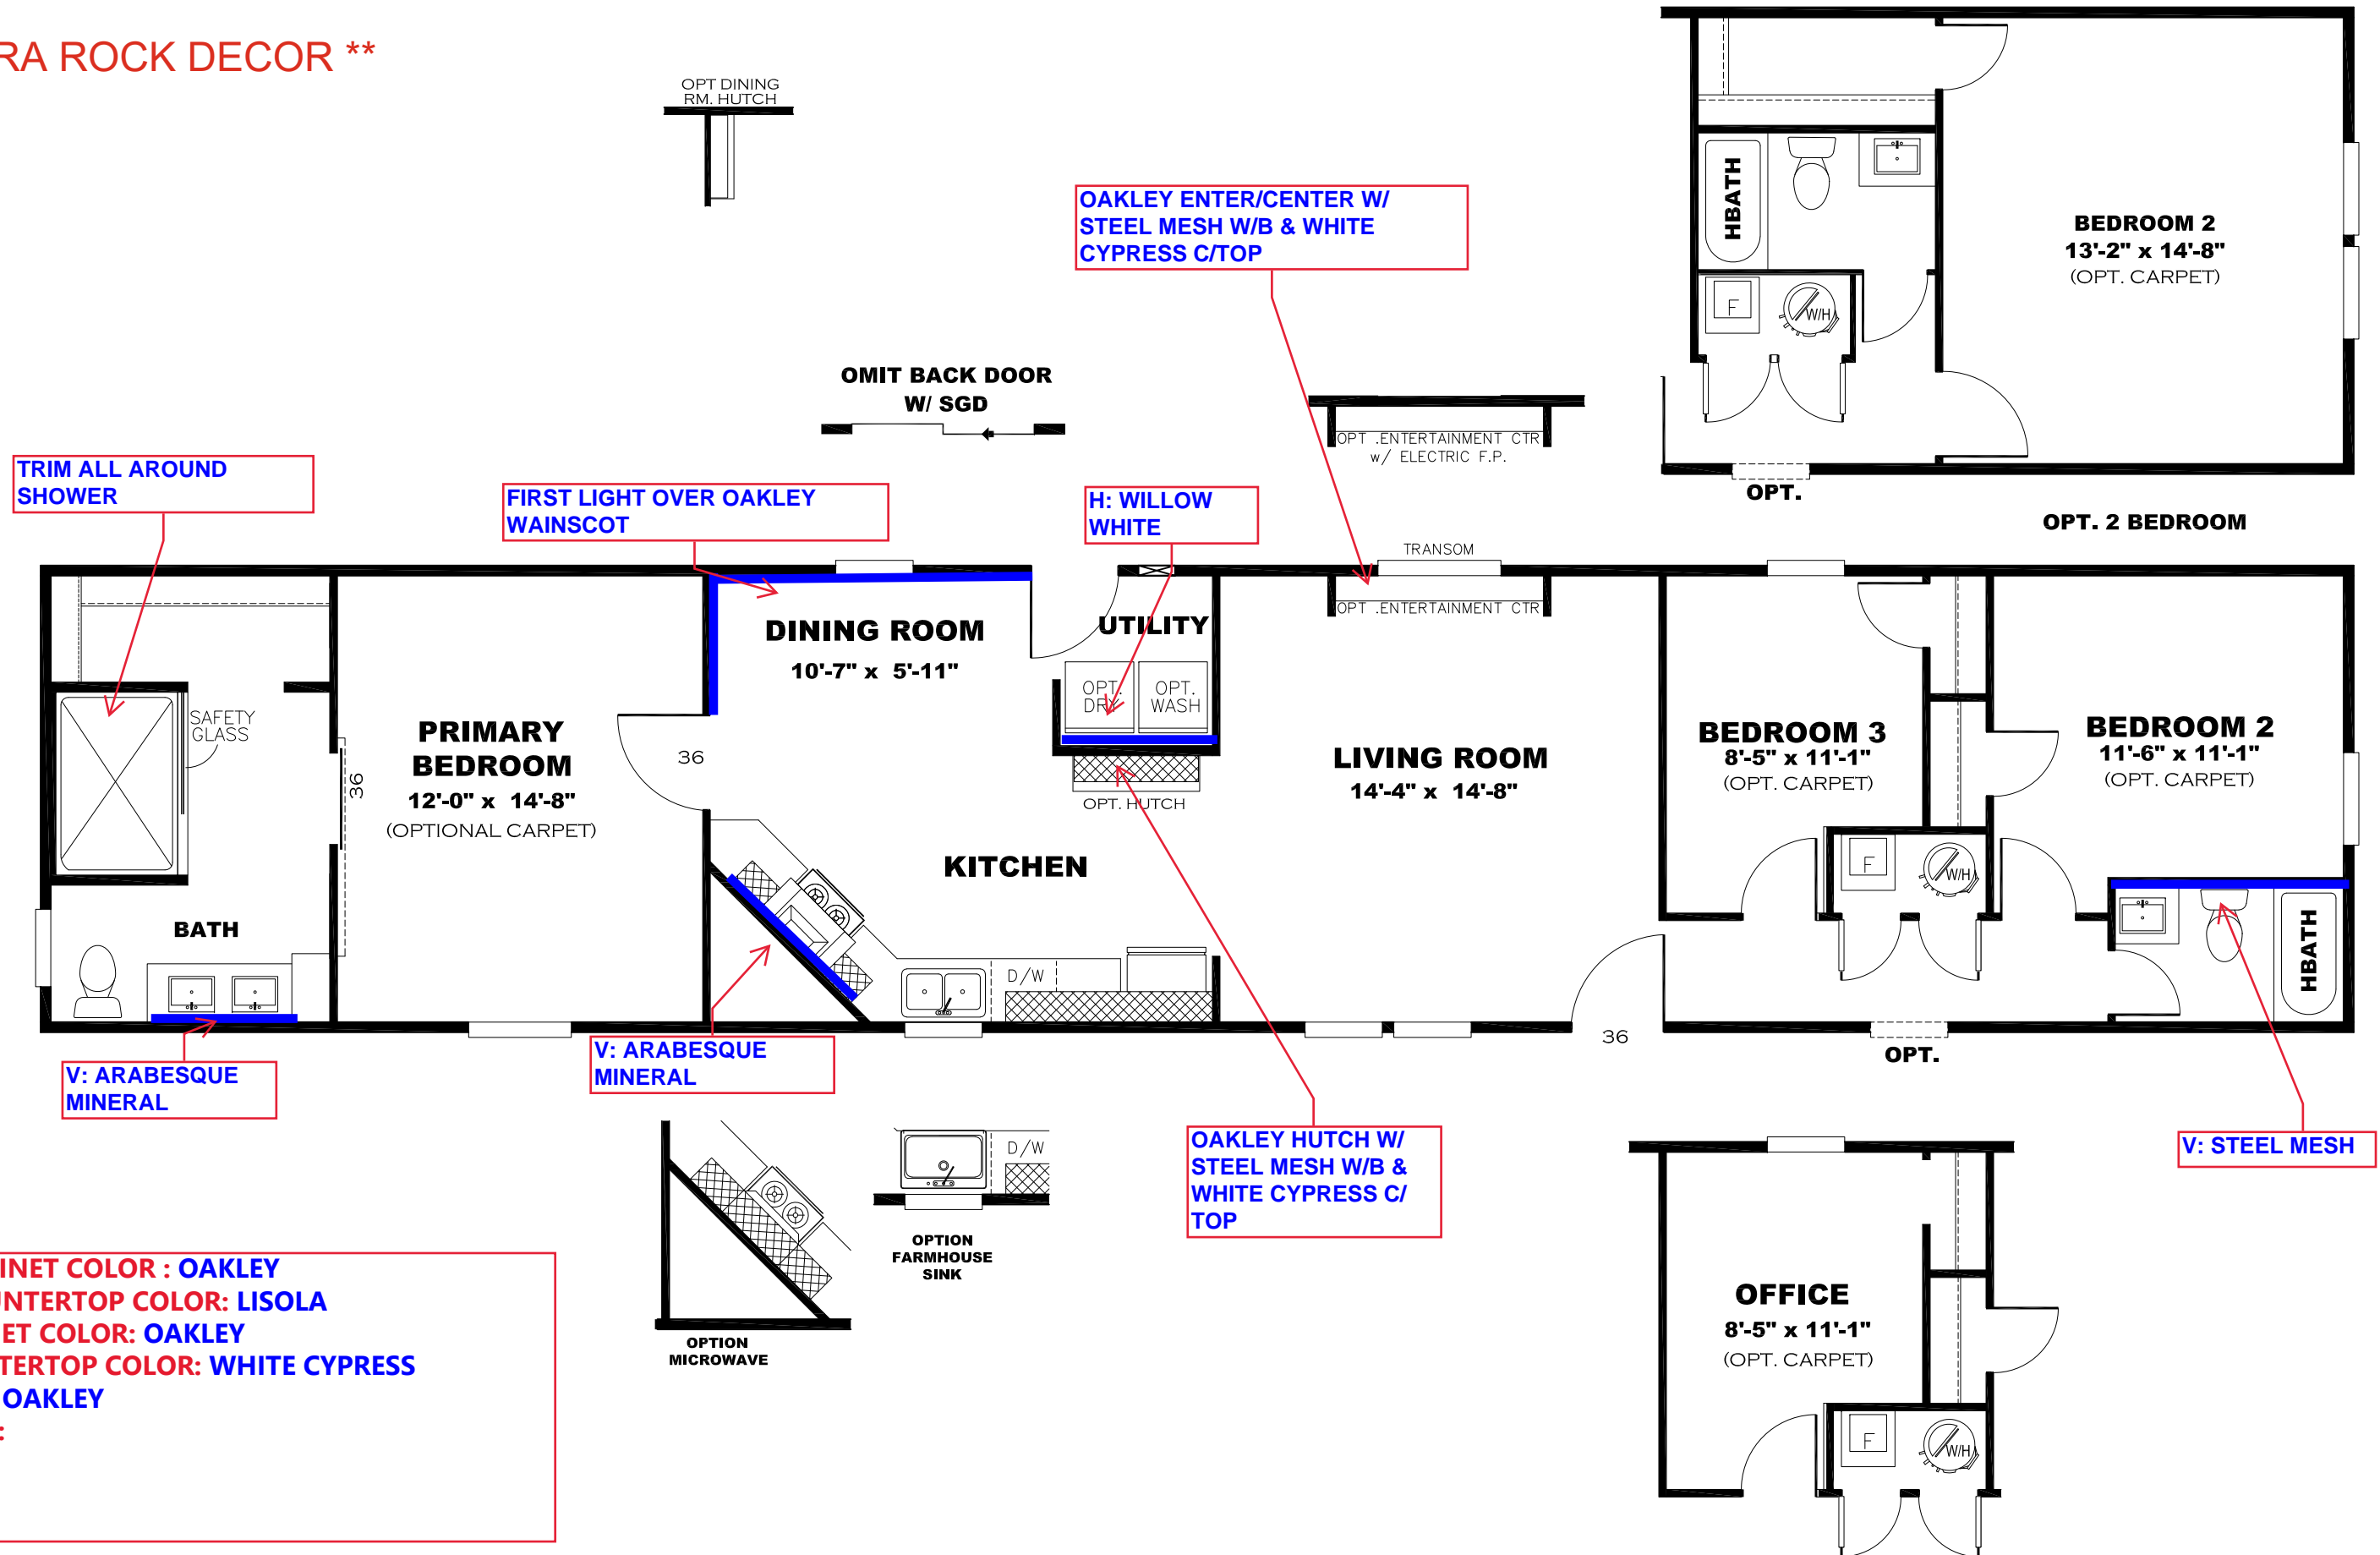 RA ROCK DECOR **
OPT DINING
RM. HUTCH
OAKLEY ENTER/CENTER W/
STEEL MESH W/B & WHITE
CYPRESS C/TOP
HBATH
F
W/H
BEDROOM 2
13'-2" x 14'-8"
(OPT. CARPET)
OPT.
OPT. 2 BEDROOM
OMIT BACK DOOR
W/ SGD
OPT .ENTERTAINMENT CTR
w/ ELECTRIC F.P.
TRIM ALL AROUND
SHOWER
FIRST LIGHT OVER OAKLEY
WAINSCOT
H: WILLOW
WHITE
TRANSOM
OPT .ENTERTAINMENT CTR
SAFETY
GLASS
36
BATH
PRIMARY
BEDROOM
12'-0" x 14'-8"
(OPTIONAL CARPET)
36
DINING ROOM
10'-7" x 5'-11"
UTILITY
OPT.
DRY
OPT.
WASH
OPT. HUTCH
KITCHEN
D/W
LIVING ROOM
14'-4" x 14'-8"
36
BEDROOM 3
8'-5" x 11'-1"
(OPT. CARPET)
F
W/H
BEDROOM 2
11'-6" x 11'-1"
(OPT. CARPET)
HBATH
OPT.
V: ARABESQUE
MINERAL
V: ARABESQUE
MINERAL
OAKLEY HUTCH W/
STEEL MESH W/B &
WHITE CYPRESS C/
TOP
V: STEEL MESH
OPTION
MICROWAVE
D/W
OPTION
FARMHOUSE
SINK
OFFICE
8'-5" x 11'-1"
(OPT. CARPET)
F
W/H
INET COLOR : OAKLEY
UNTERTOP COLOR: LISOLA
ET COLOR: OAKLEY
TERTOP COLOR: WHITE CYPRESS
OAKLEY
: